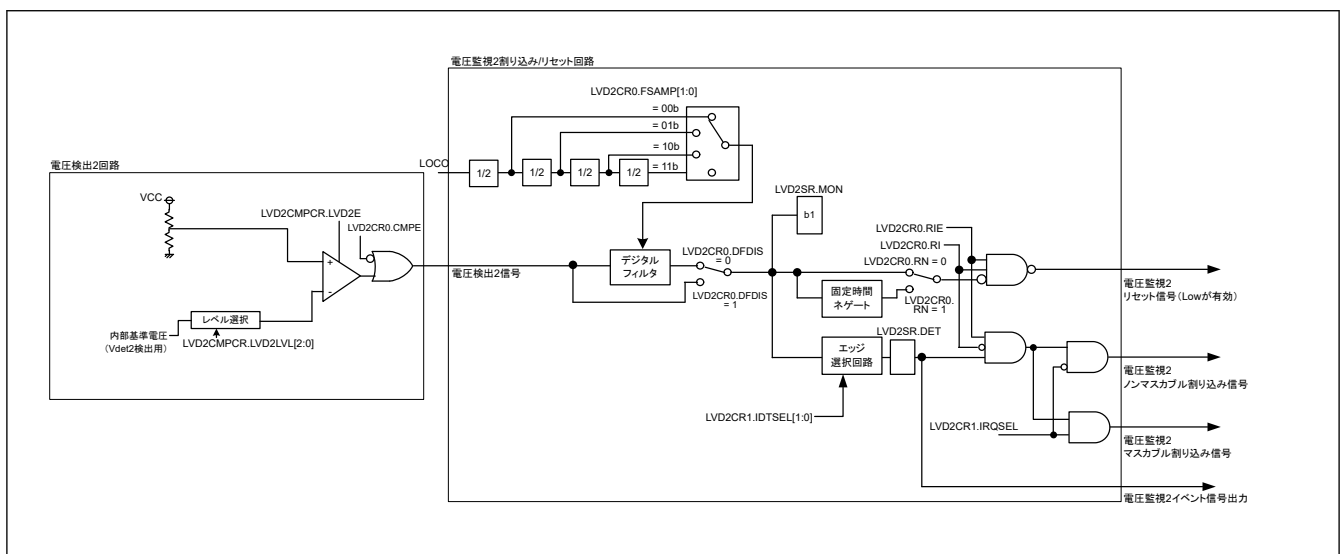 電圧監視2割り込み/リセット回路
LVD2CR0.FSAMP[1:0]
= 00b
= 01b
= 10b
= 11b
LOCO
1/2
1/2
1/2
1/2
電圧検出2回路
VCC
LVD2CMPCR.LVD2E
LVD2CR0.CMPE
+
-
レベル選択
内部基準電圧
(Vdet2検出用)
LVD2CMPCR.LVD2LVL[2:0]
電圧検出2信号
デジタル
フィルタ
LVD2CR0.DFDIS
= 0
LVD2CR0.DFDIS
= 1
LVD2SR.MON
b1
LVD2CR0.RIE
LVD2CR0.RI
LVD2CR0.RN = 0
固定時間
ネゲート
LVD2CR0.
RN = 1
電圧監視2
リセット信号(Lowが有効)
エッジ
選択回路
LVD2SR.DET
LVD2CR1.IDTSEL[1:0]
電圧監視2
ノンマスカブル割り込み信号
LVD2CR1.IRQSEL
電圧監視2
マスカブル割り込み信号
電圧監視2イベント信号出力